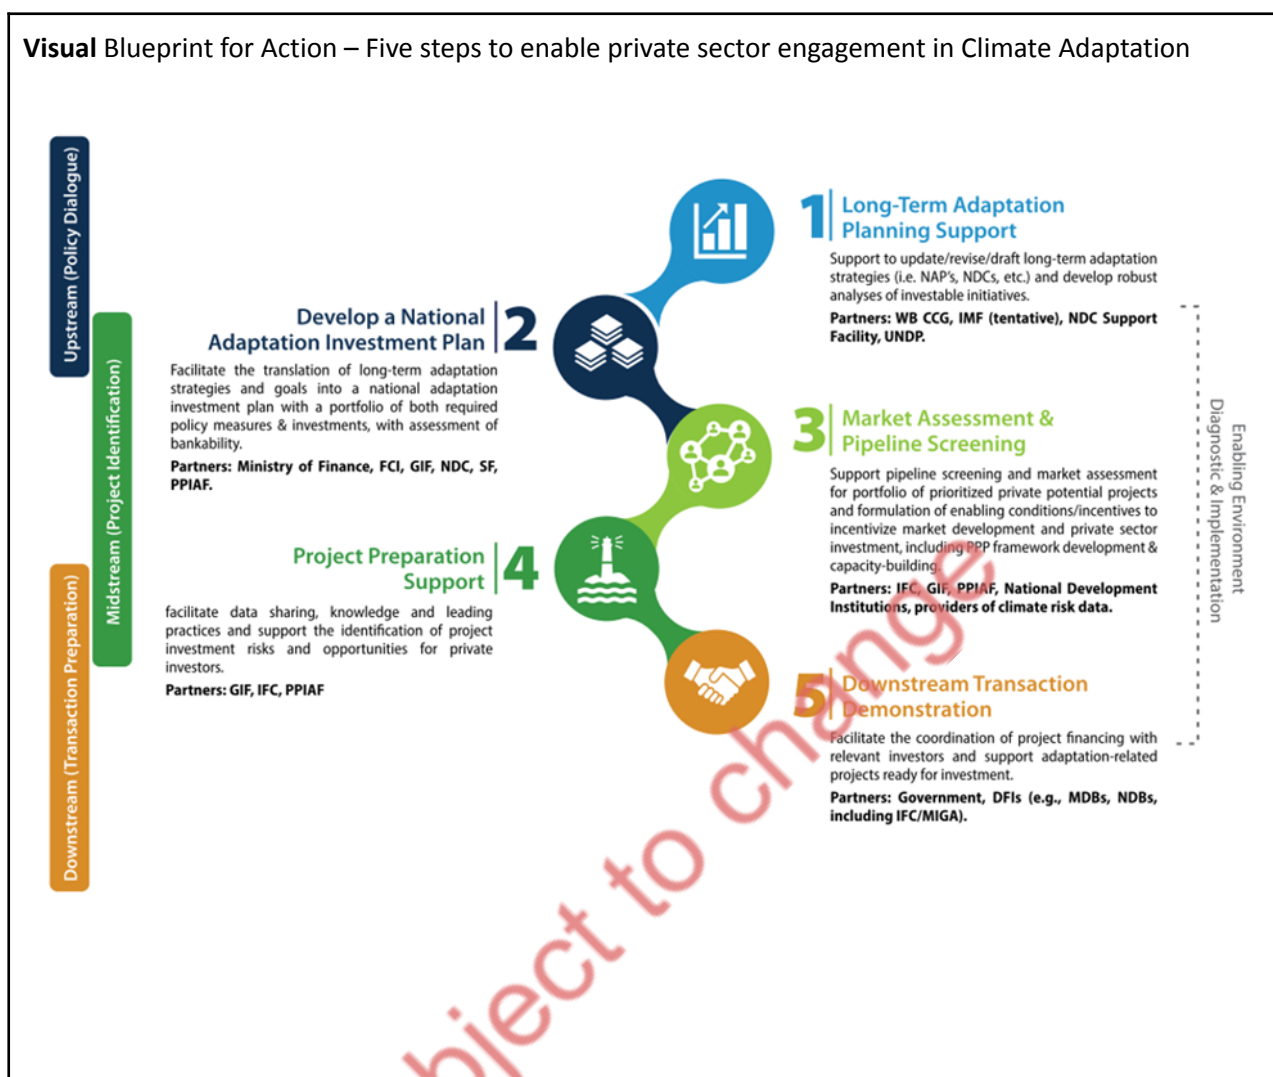 Visual Blueprint for Action – Five steps to enable private sector engagement in Climate Adaptation
Upstream (Policy Dialogue)
Midstream (Project Identification)
Downstream (Transaction Preparation)
1
Long-Term Adaptation
Planning Support
Support to update/revise/draft long-term adaptation
strategies (i.e. NAP's, NDCs, etc.) and develop robust
analyses of investable initiatives.
Partners: WB CCG, IMF (tentative), NDC Support
Facility, UNDP.
Develop a National
Adaptation Investment Plan
2
Facilitate the translation of long-term adaptation
strategies and goals into a national adaptation
investment plan with a portfolio of both required
policy measures & investments, with assessment of
bankability.
Partners: Ministry of Finance, FCI, GIF, NDC, SF,
PPIAF.
3
Market Assessment &
Pipeline Screening
Support pipeline screening and market assessment
for portfolio of prioritized private potential projects
and formulation of enabling conditions/incentives to
incentivize market development and private sector
investment, including PPP framework development &
capacity-building.
Partners: IFC, GIF, PPIAF, National Development
Institutions, providers of climate risk data.
Project Preparation
Support
4
facilitate data sharing, knowledge and leading
practices and support the identification of project
investment risks and opportunities for private
investors.
Partners: GIF, IFC, PPIAF
5
Downstream Transaction
Demonstration
Facilitate the coordination of project financing with
relevant investors and support adaptation-related
projects ready for investment.
Partners: Government, DFIs (e.g., MDBs, NDBs,
including IFC/MIGA).
Enabling Environment
Diagnostic & Implementation
bject to change